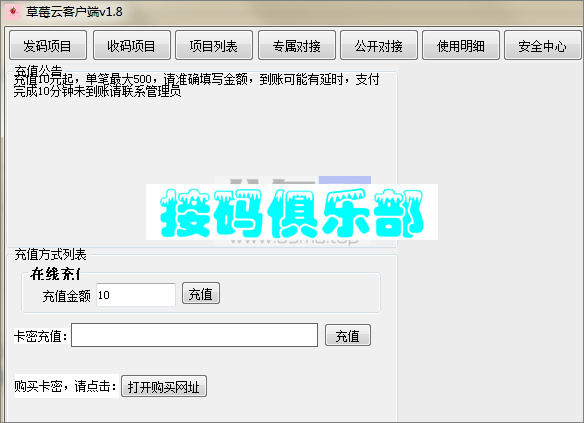 草莓云客户端v1.8
发码项目 收码项目 项目列表 专属对接 公开对接 使用明细 安全中心
充值公告
充值10元起，单笔最大500，请准确填写金额，到账可能有延时，支付
完成10分钟未到账请联系管理员
接码俱乐部
充值方式列表
在线充值
充值金额 10 充值
卡密充值： 充值
购买卡密，请点击： 打开购买网址